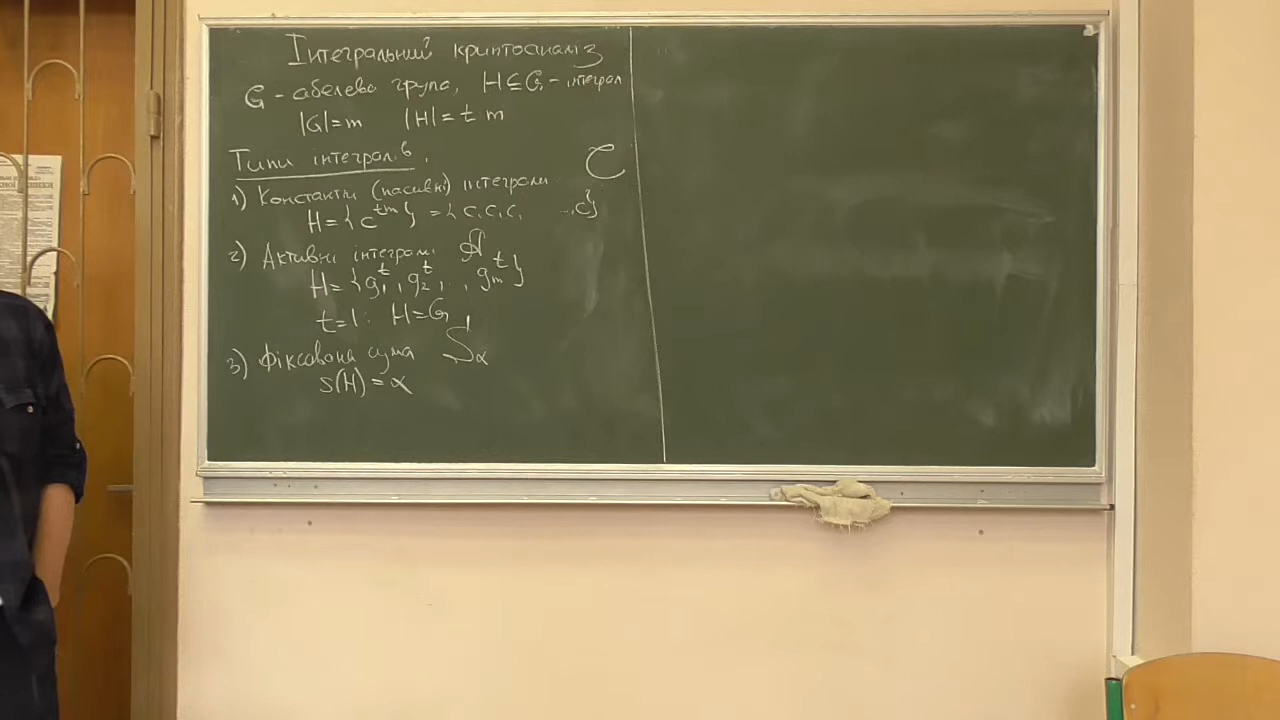 Інтегральний криптоаналіз
G - абелева група, H ⊆ G - інтеграл
|G| = m |H| = t m
Типи інтегралів.
1) Константні (пасивні) інтеграли C
H = { c^{tm} } = { c, c, c, ..., c }
2) Активні інтеграли A
H = { g₁^t, g₂^t, ..., gₘ^t }
t=1: H=G
3) Фіксована сума S_α
s(H) = α